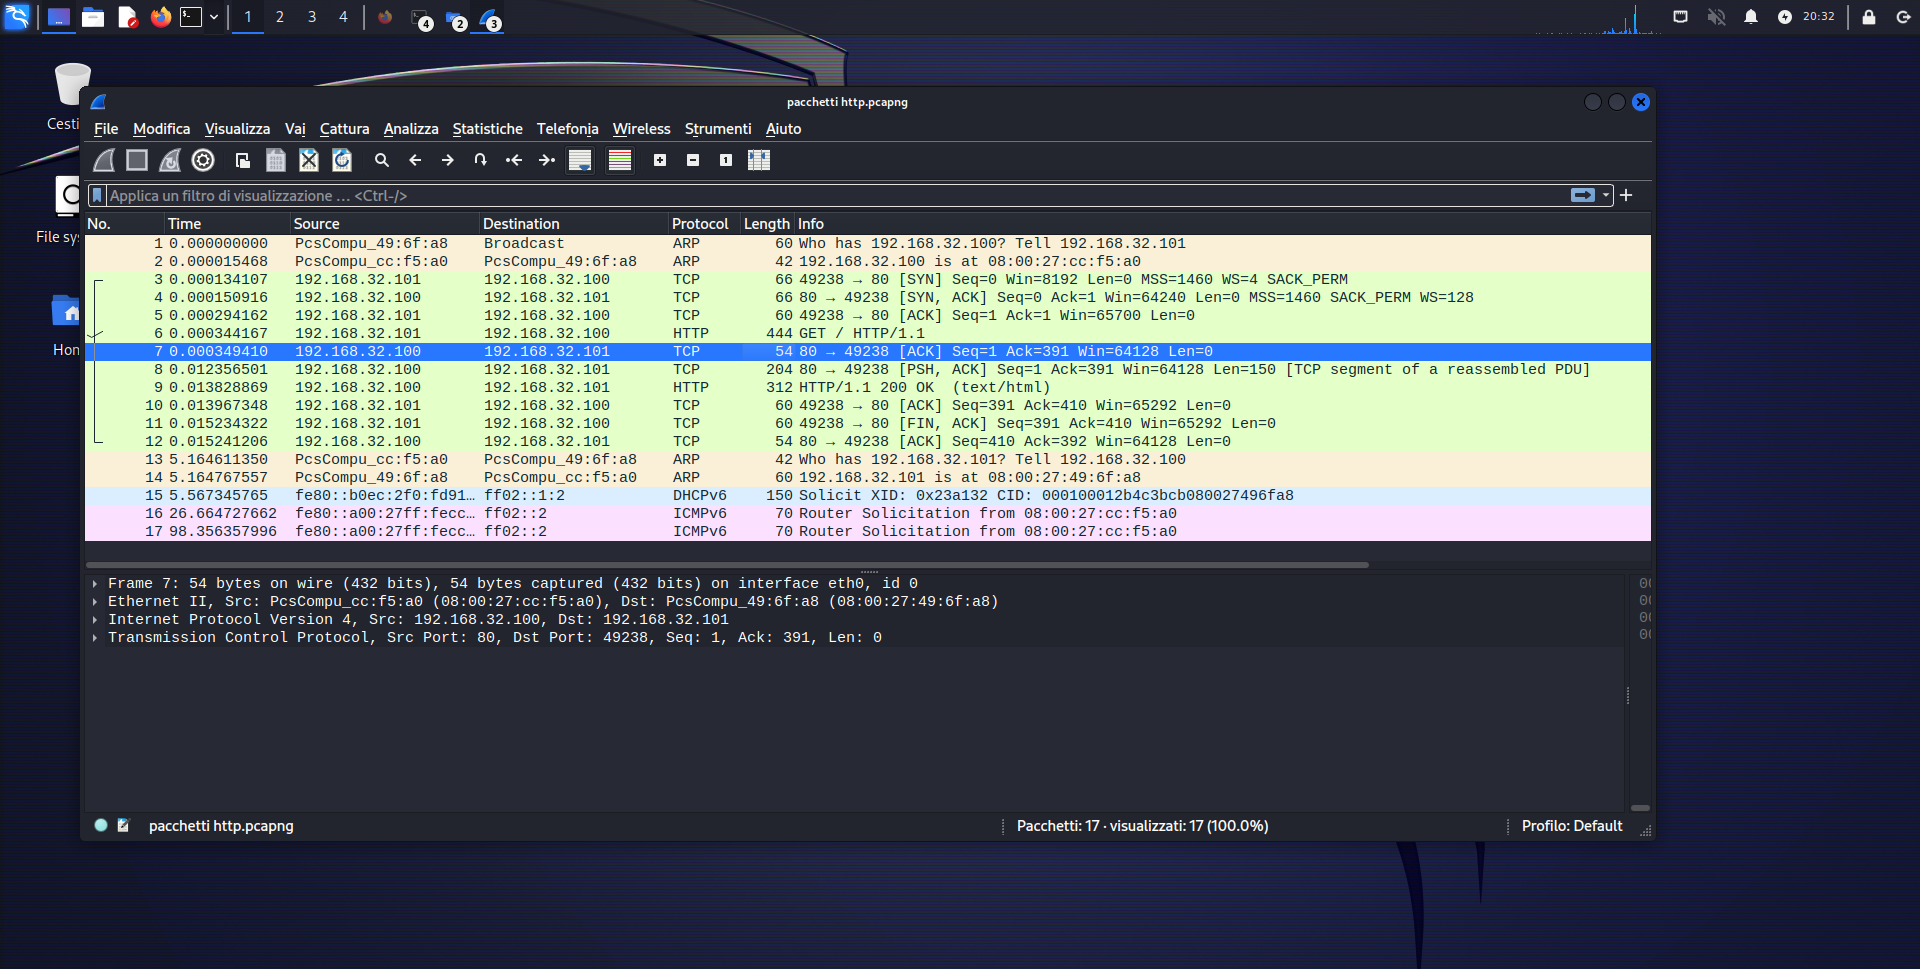 1 2 3 4 4 2 3 20:32
Cesti
File sy
Hon
pacchetti http.pcapng
File Modifica Visualizza Vai Cattura Analizza Statistiche Telefonia Wireless Strumenti Aiuto
Applica un filtro di visualizzazione … <Ctrl-/>
No. Time Source Destination Protocol Length Info
1 0.000000000 PcsCompu_49:6f:a8 Broadcast ARP 60 Who has 192.168.32.100? Tell 192.168.32.101
2 0.000015468 PcsCompu_cc:f5:a0 PcsCompu_49:6f:a8 ARP 42 192.168.32.100 is at 08:00:27:cc:f5:a0
3 0.000134107 192.168.32.101 192.168.32.100 TCP 66 49238 → 80 [SYN] Seq=0 Win=8192 Len=0 MSS=1460 WS=4 SACK_PERM
4 0.000150916 192.168.32.100 192.168.32.101 TCP 66 80 → 49238 [SYN, ACK] Seq=0 Ack=1 Win=64240 Len=0 MSS=1460 SACK_PERM WS=128
5 0.000294162 192.168.32.101 192.168.32.100 TCP 60 49238 → 80 [ACK] Seq=1 Ack=1 Win=65700 Len=0
6 0.000344167 192.168.32.101 192.168.32.100 HTTP 444 GET / HTTP/1.1
7 0.000349410 192.168.32.100 192.168.32.101 TCP 54 80 → 49238 [ACK] Seq=1 Ack=391 Win=64128 Len=0
8 0.012356501 192.168.32.100 192.168.32.101 TCP 204 80 → 49238 [PSH, ACK] Seq=1 Ack=391 Win=64128 Len=150 [TCP segment of a reassembled PDU]
9 0.013828869 192.168.32.100 192.168.32.101 HTTP 312 HTTP/1.1 200 OK (text/html)
10 0.013967348 192.168.32.101 192.168.32.100 TCP 60 49238 → 80 [ACK] Seq=391 Ack=410 Win=65292 Len=0
11 0.015234322 192.168.32.101 192.168.32.100 TCP 60 49238 → 80 [FIN, ACK] Seq=391 Ack=410 Win=65292 Len=0
12 0.015241206 192.168.32.100 192.168.32.101 TCP 54 80 → 49238 [ACK] Seq=410 Ack=392 Win=64128 Len=0
13 5.164611350 PcsCompu_cc:f5:a0 PcsCompu_49:6f:a8 ARP 42 Who has 192.168.32.101? Tell 192.168.32.100
14 5.164767557 PcsCompu_49:6f:a8 PcsCompu_cc:f5:a0 ARP 60 192.168.32.101 is at 08:00:27:49:6f:a8
15 5.567345765 fe80::b0ec:2f0:fd91… ff02::1:2 DHCPv6 150 Solicit XID: 0x23a132 CID: 000100012b4c3bcb080027496fa8
16 26.664727662 fe80::a00:27ff:fecc… ff02::2 ICMPv6 70 Router Solicitation from 08:00:27:cc:f5:a0
17 98.356357996 fe80::a00:27ff:fecc… ff02::2 ICMPv6 70 Router Solicitation from 08:00:27:cc:f5:a0
Frame 7: 54 bytes on wire (432 bits), 54 bytes captured (432 bits) on interface eth0, id 0
Ethernet II, Src: PcsCompu_cc:f5:a0 (08:00:27:cc:f5:a0), Dst: PcsCompu_49:6f:a8 (08:00:27:49:6f:a8)
Internet Protocol Version 4, Src: 192.168.32.100, Dst: 192.168.32.101
Transmission Control Protocol, Src Port: 80, Dst Port: 49238, Seq: 1, Ack: 391, Len: 0
pacchetti http.pcapng Pacchetti: 17 · visualizzati: 17 (100.0%) Profilo: Default